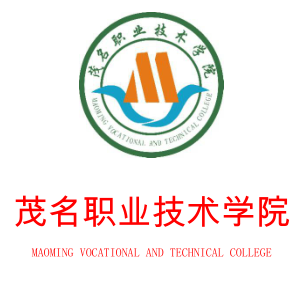 茂名职业技术学院
MAOMING VOCATIONAL AND TECHNICAL COLLEGE
茂名职业技术学院
MAOMING VOCATIONAL AND TECHNICAL COLLEGE